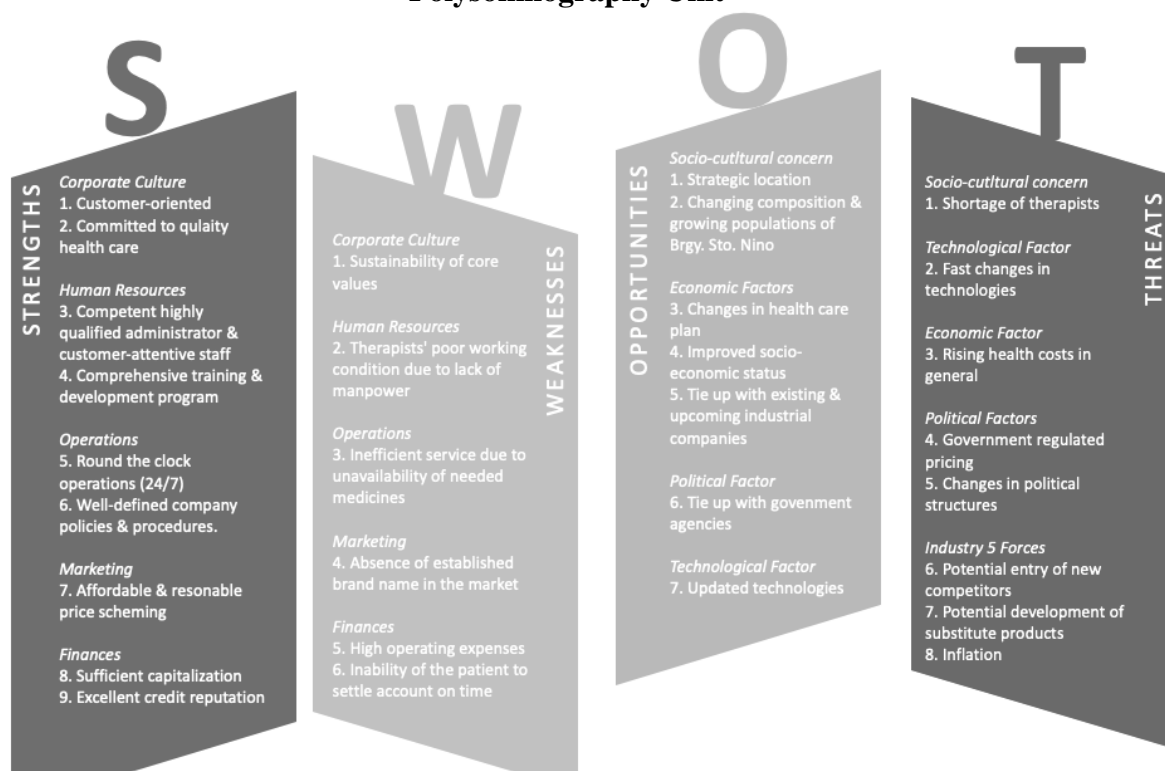 Polysomnography Unit
S
STRENGTHS
Corporate Culture
1. Customer-oriented
2. Committed to qulaity
health care
Human Resources
3. Competent highly
qualified administrator &
customer-attentive staff
4. Comprehensive training &
development program
Operations
5. Round the clock
operations (24/7)
6. Well-defined company
policies & procedures.
Marketing
7. Affordable & resonable
price scheming
Finances
8. Sufficient capitalization
9. Excellent credit reputation
W
WEAKNESSES
Corporate Culture
1. Sustainability of core
values
Human Resources
2. Therapists' poor working
condition due to lack of
manpower
Operations
3. Inefficient service due to
unavailability of needed
medicines
Marketing
4. Absence of established
brand name in the market
Finances
5. High operating expenses
6. Inability of the patient to
settle account on time
O
OPPORTUNITIES
Socio-cutltural concern
1. Strategic location
2. Changing composition &
growing populations of
Brgy. Sto. Nino
Economic Factors
3. Changes in health care
plan
4. Improved socio-
economic status
5. Tie up with existing &
upcoming industrial
companies
Political Factor
6. Tie up with govenment
agencies
Technological Factor
7. Updated technologies
T
THREATS
Socio-cutltural concern
1. Shortage of therapists
Technological Factor
2. Fast changes in
technologies
Economic Factor
3. Rising health costs in
general
Political Factors
4. Government regulated
pricing
5. Changes in political
structures
Industry 5 Forces
6. Potential entry of new
competitors
7. Potential development of
substitute products
8. Inflation